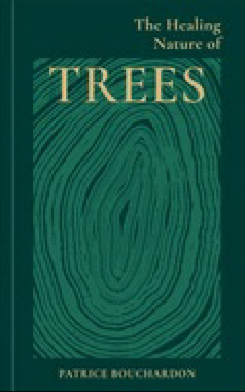 The Healing
Nature of
TREES
PATRICE BOUCHARDON